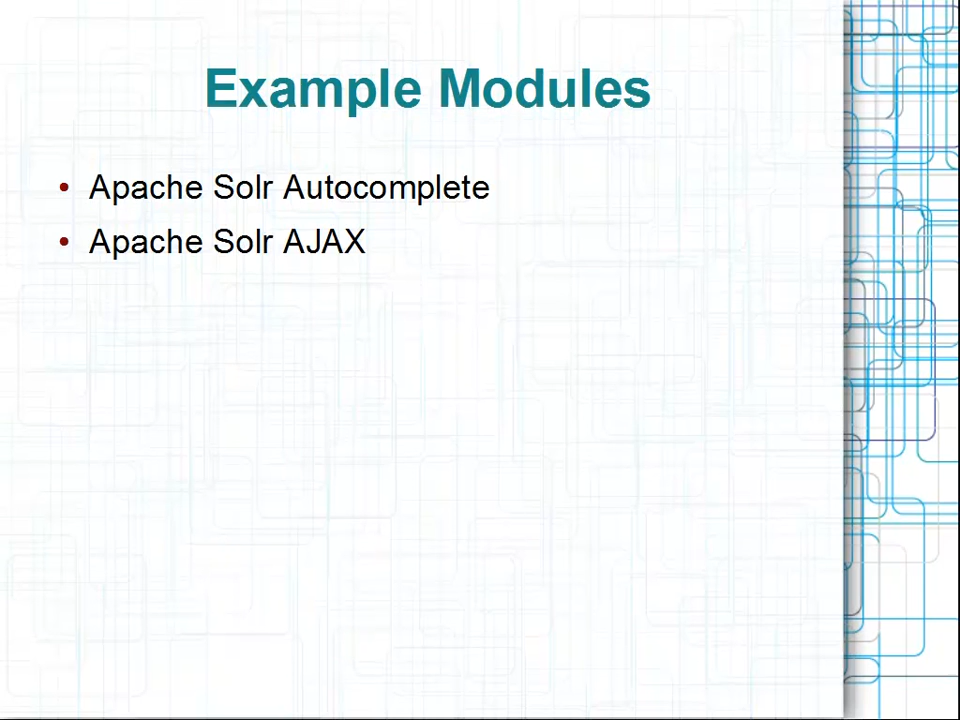 Example Modules
• Apache Solr Autocomplete
• Apache Solr AJAX